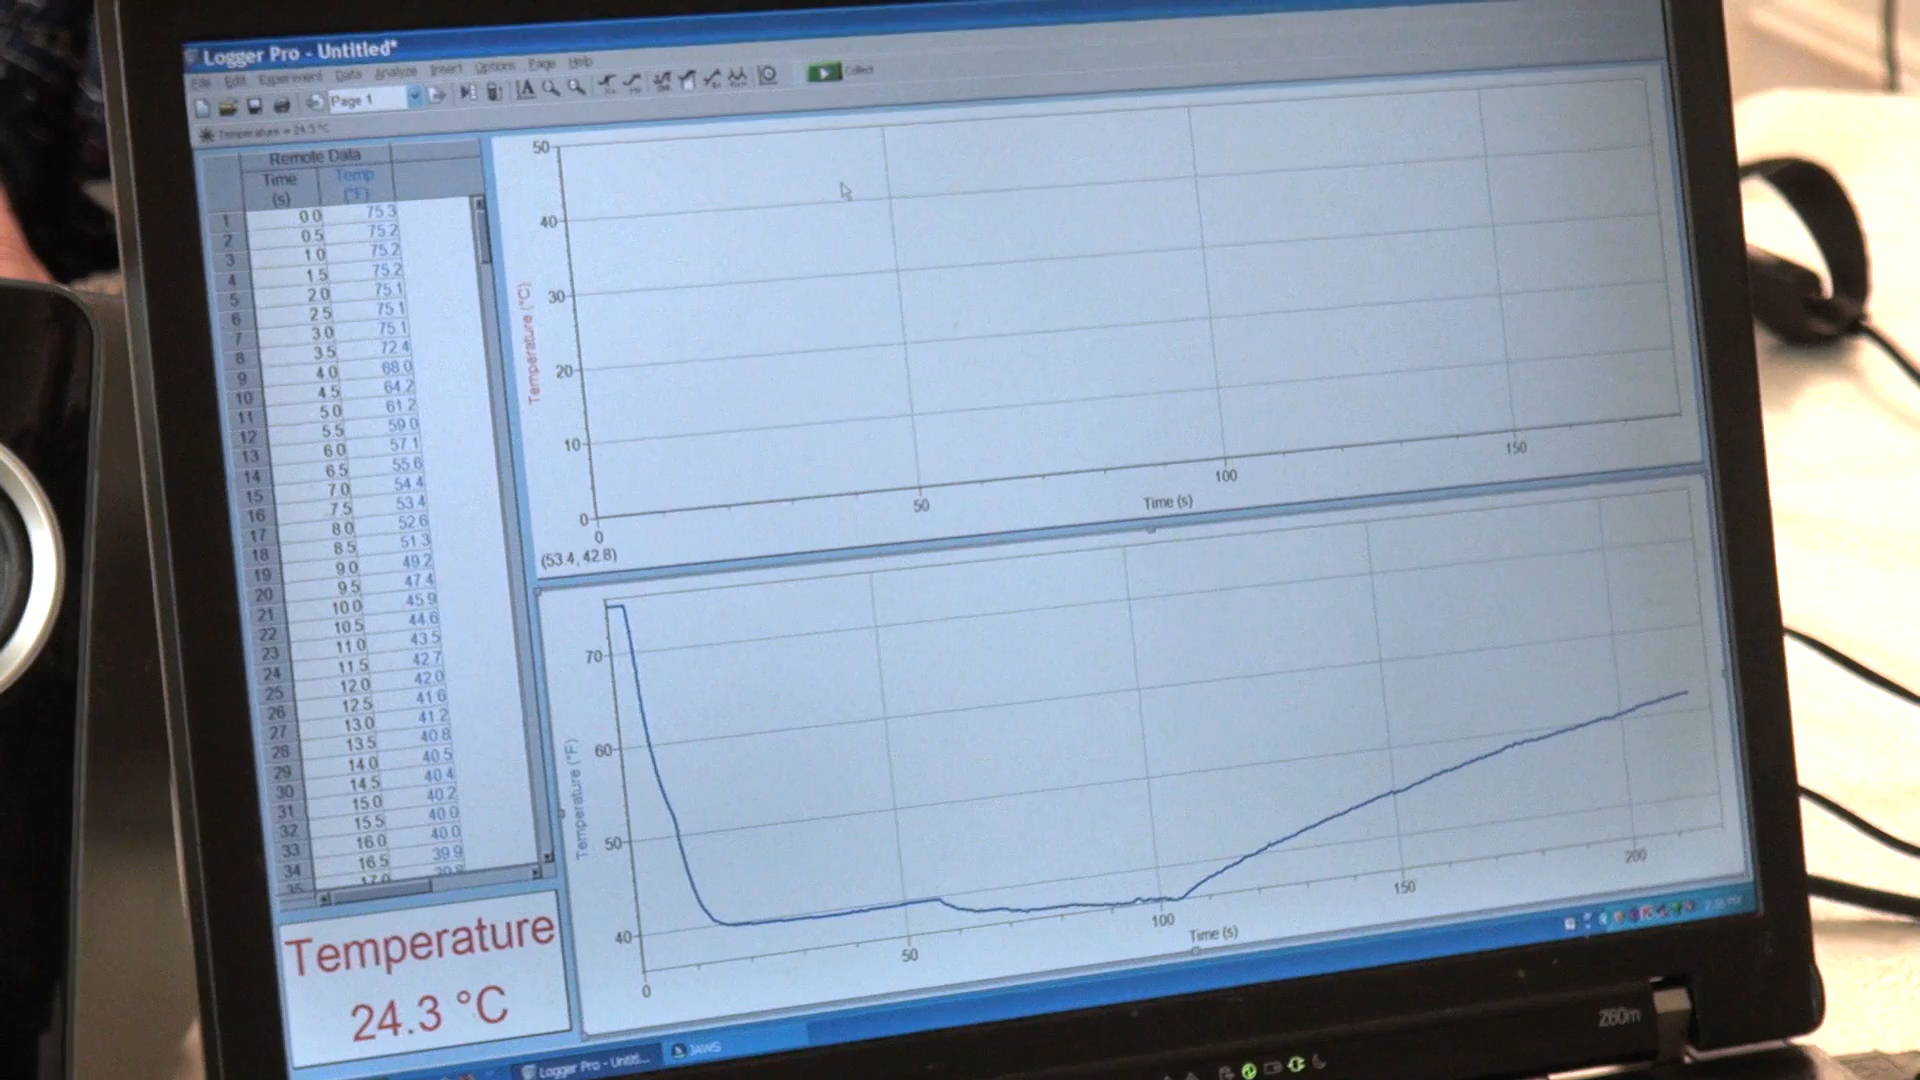 Logger Pro - Untitled*
File Edit Experiment Data Analyze Insert Options Page Help
Page 1
Collect
Temperature = 24.3 °C
Remote Data
Time Temp
(s) (°F)
1 0.0 75.3
2 0.5 75.2
3 1.0 75.2
4 1.5 75.2
5 2.0 75.1
6 2.5 75.1
7 3.0 75.1
8 3.5 72.4
9 4.0 68.0
10 4.5 64.2
11 5.0 61.2
12 5.5 59.0
13 6.0 57.1
14 6.5 55.6
15 7.0 54.4
16 7.5 53.4
17 8.0 52.6
18 8.5 51.3
19 9.0 49.2
20 9.5 47.4
21 10.0 45.9
22 10.5 44.6
23 11.0 43.5
24 11.5 42.7
25 12.0 42.0
26 12.5 41.6
27 13.0 41.2
28 13.5 40.8
29 14.0 40.5
30 14.5 40.4
31 15.0 40.2
32 15.5 40.0
33 16.0 40.0
34 16.5 39.9
35 17.0
Temperature
24.3 °C
50
40
30
20
10
0
Temperature (°C)
0 50 100 150
Time (s)
(53.4, 42.8)
70
60
50
40
Temperature (°F)
0 50 100 150 200
Time (s)
Logger Pro - Untitl...
JAWS
Z60m